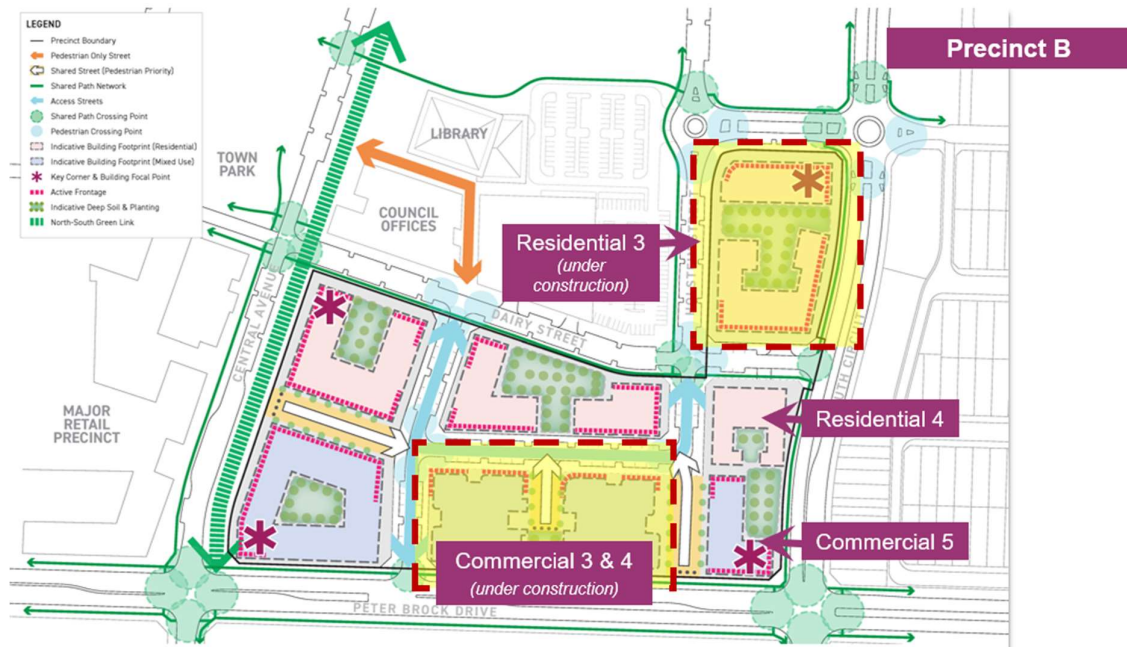 Precinct B
LEGEND
Precinct Boundary
Pedestrian Only Street
Shared Street (Pedestrian Priority)
Shared Path Network
Access Streets
Shared Path Crossing Point
Pedestrian Crossing Point
Indicative Building Footprint (Residential)
Indicative Building Footprint (Mixed Use)
Key Corner & Building Focal Point
Active Frontage
Indicative Deep Soil & Planting
North-South Green Link
LIBRARY
TOWN
PARK
COUNCIL
OFFICES
Residential 3
(under
construction)
DAIRY STREET
CENTRAL AVENUE
MAJOR
RETAIL
PRECINCT
Residential 4
Commercial 5
Commercial 3 & 4
(under construction)
PETER BROCK DRIVE